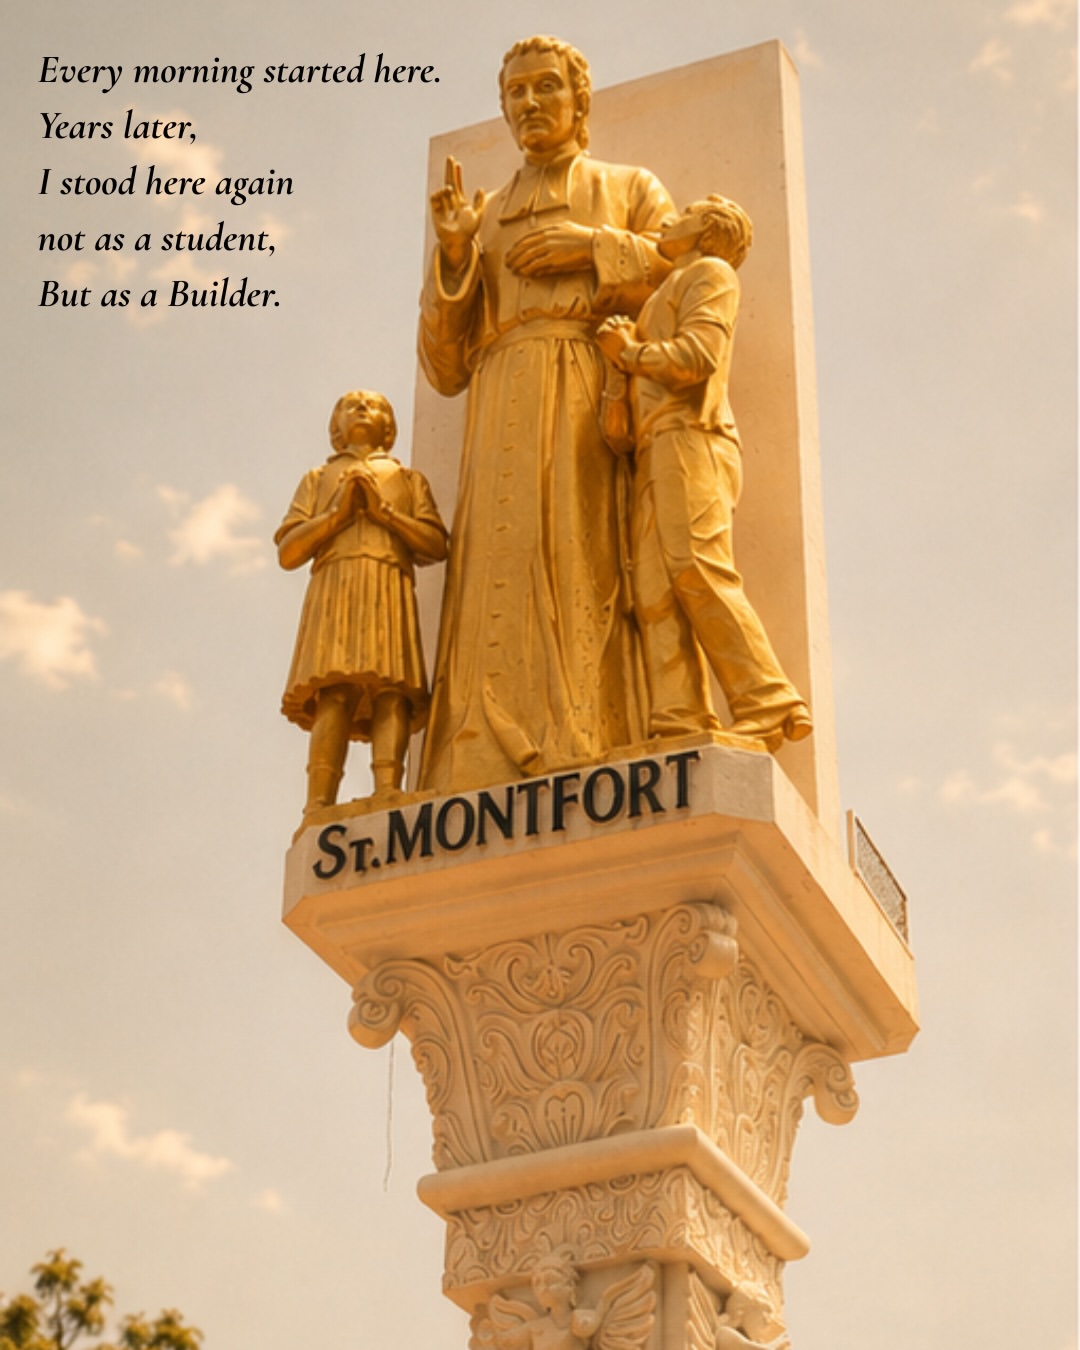 Every morning started here.
Years later,
I stood here again
not as a student,
But as a Builder.
St. MONTFORT